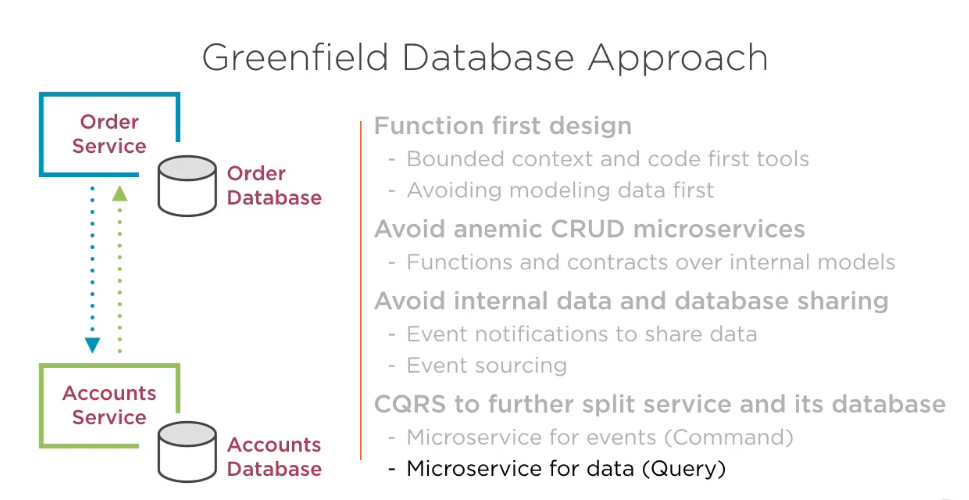 Greenfield Database Approach
Order
Service
Order
Database
Accounts
Service
Accounts
Database
Function first design
- Bounded context and code first tools
- Avoiding modeling data first
Avoid anemic CRUD microservices
- Functions and contracts over internal models
Avoid internal data and database sharing
- Event notifications to share data
- Event sourcing
CQRS to further split service and its database
- Microservice for events (Command)
- Microservice for data (Query)